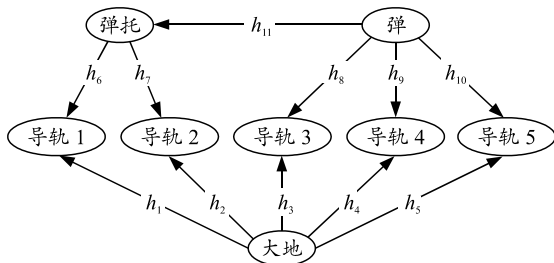 弹托 h₁₁ 弹
h₆ h₇ h₈ h₉ h₁₀
导轨 1 导轨 2 导轨 3 导轨 4 导轨 5
h₁ h₂ h₃ h₄ h₅
大地